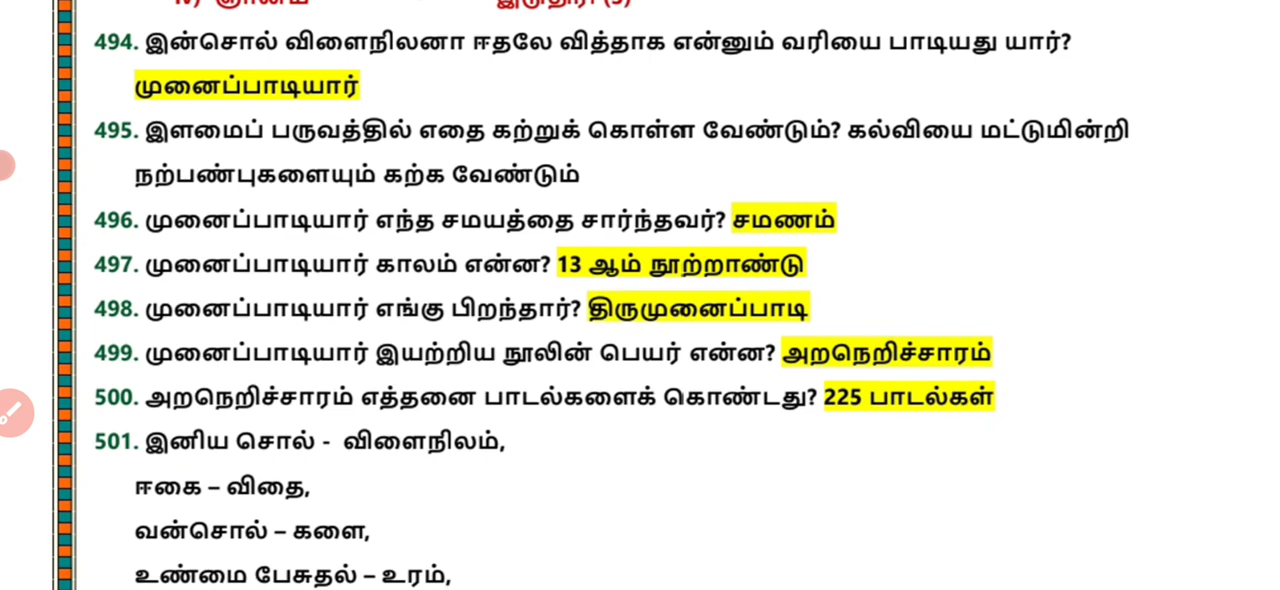 494. இன்சொல் விளைநிலனா ஈதலே வித்தாக என்னும் வரியை பாடியது யார்?
முனைப்பாடியார்
495. இளமைப் பருவத்தில் எதை கற்றுக் கொள்ள வேண்டும்? கல்வியை மட்டுமின்றி
நற்பண்புகளையும் கற்க வேண்டும்
496. முனைப்பாடியார் எந்த சமயத்தை சார்ந்தவர்? சமணம்
497. முனைப்பாடியார் காலம் என்ன? 13 ஆம் நூற்றாண்டு
498. முனைப்பாடியார் எங்கு பிறந்தார்? திருமுனைப்பாடி
499. முனைப்பாடியார் இயற்றிய நூலின் பெயர் என்ன? அறநெறிச்சாரம்
500. அறநெறிச்சாரம் எத்தனை பாடல்களைக் கொண்டது? 225 பாடல்கள்
501. இனிய சொல் - விளைநிலம்,
ஈகை – விதை,
வன்சொல் – களை,
உண்மை பேசுதல் – உரம்,